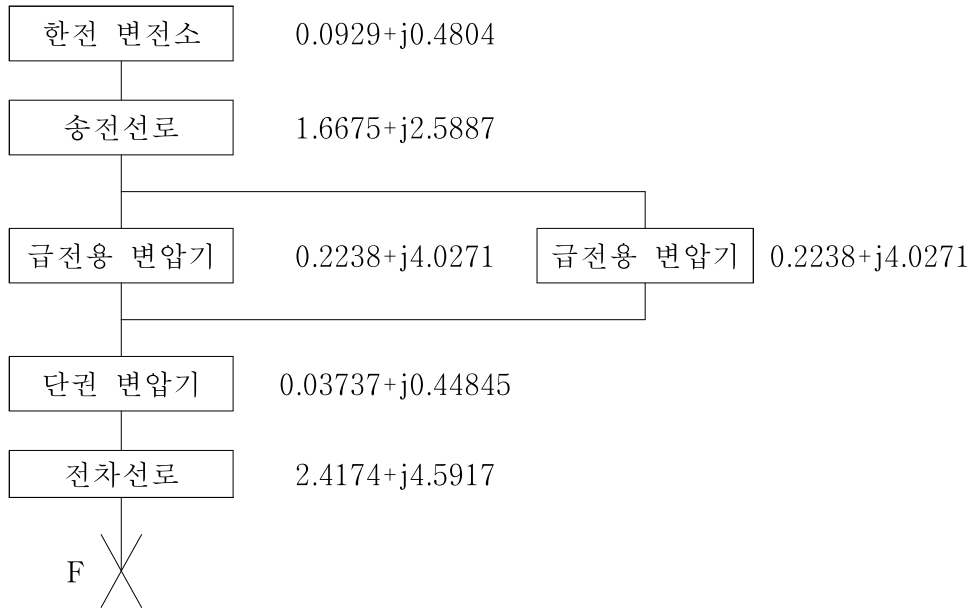 한전 변전소 0.0929+j0.4804
송전선로 1.6675+j2.5887
급전용 변압기 0.2238+j4.0271 급전용 변압기 0.2238+j4.0271
단권 변압기 0.03737+j0.44845
전차선로 2.4174+j4.5917
F